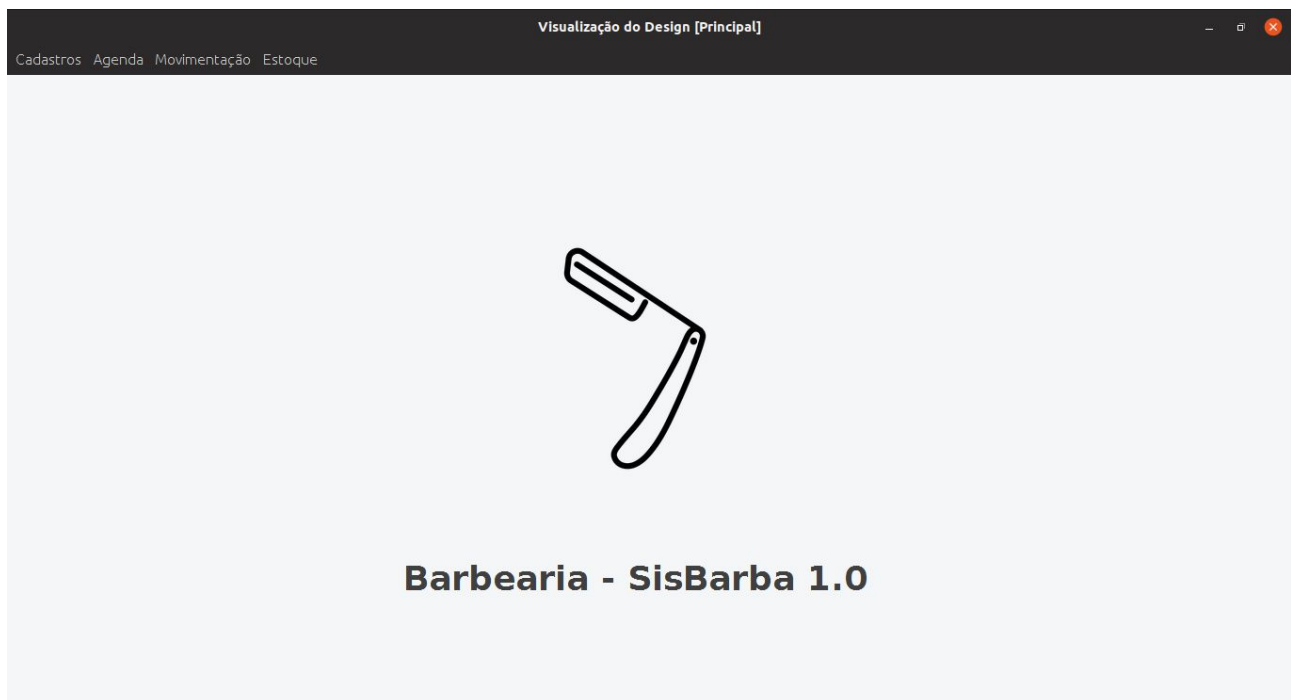 Visualização do Design [Principal]
Cadastros Agenda Movimentação Estoque
Barbearia - SisBarba 1.0